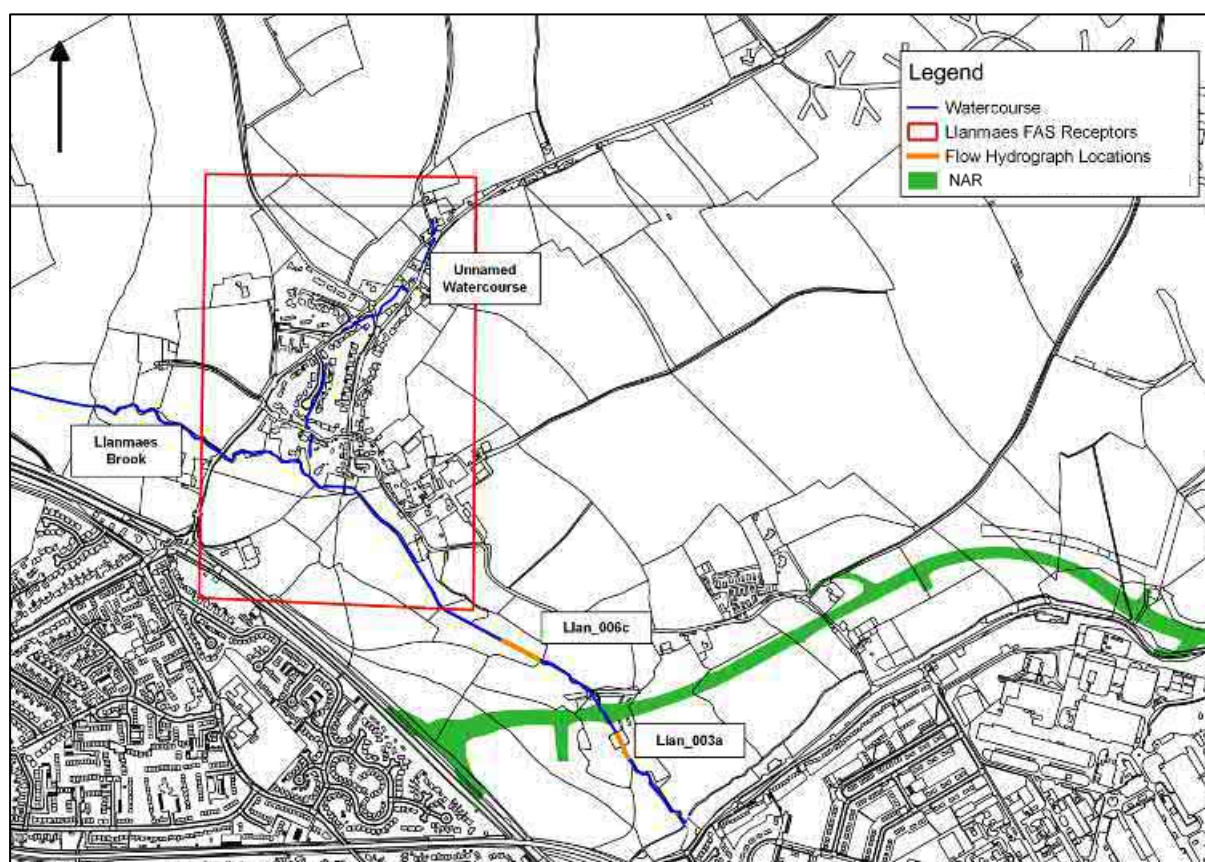 Legend
Watercourse
Llanmaes FAS Receptors
Flow Hydrograph Locations
NAR
Unnamed
Watercourse
Llanmaes
Brook
Llan_006c
Llan_003a